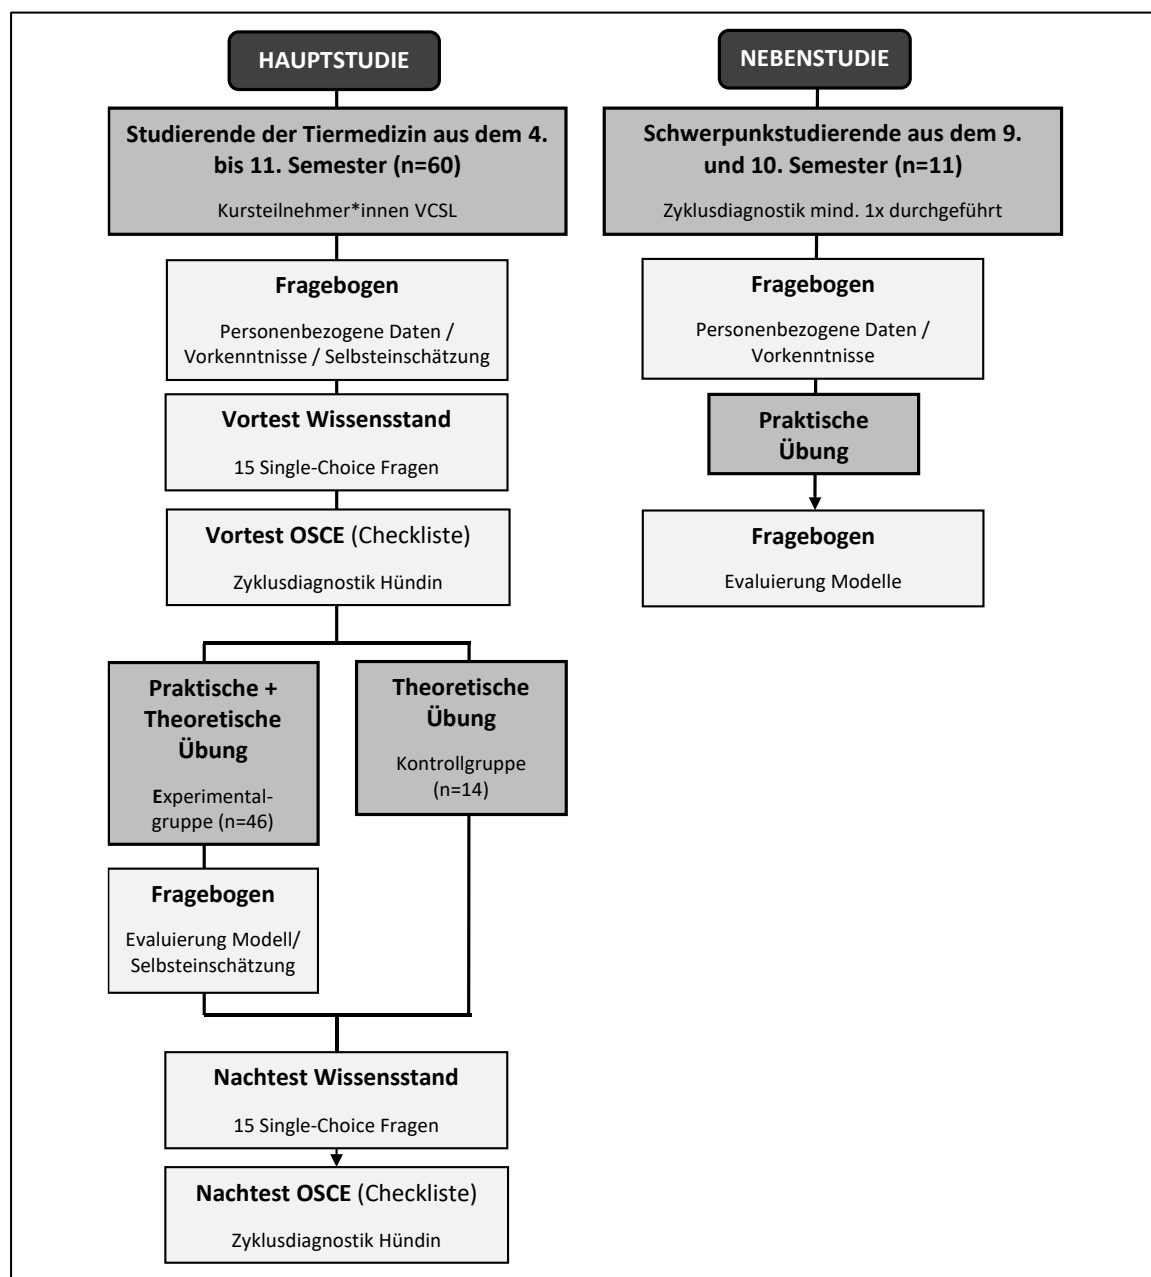 HAUPTSTUDIE
Studierende der Tiermedizin aus dem 4.
bis 11. Semester (n=60)
Kursteilnehmer*innen VCSL
Fragebogen
Personenbezogene Daten /
Vorkenntnisse / Selbsteinschätzung
Vortest Wissensstand
15 Single-Choice Fragen
Vortest OSCE (Checkliste)
Zyklusdiagnostik Hündin
Praktische +
Theoretische
Übung
Experimental-
gruppe (n=46)
Theoretische
Übung
Kontrollgruppe
(n=14)
Fragebogen
Evaluierung Modell/
Selbsteinschätzung
Nachtest Wissensstand
15 Single-Choice Fragen
Nachtest OSCE (Checkliste)
Zyklusdiagnostik Hündin
NEBENSTUDIE
Schwerpunkstudierende aus dem 9.
und 10. Semester (n=11)
Zyklusdiagnostik mind. 1x durchgeführt
Fragebogen
Personenbezogene Daten /
Vorkenntnisse
Praktische
Übung
Fragebogen
Evaluierung Modelle